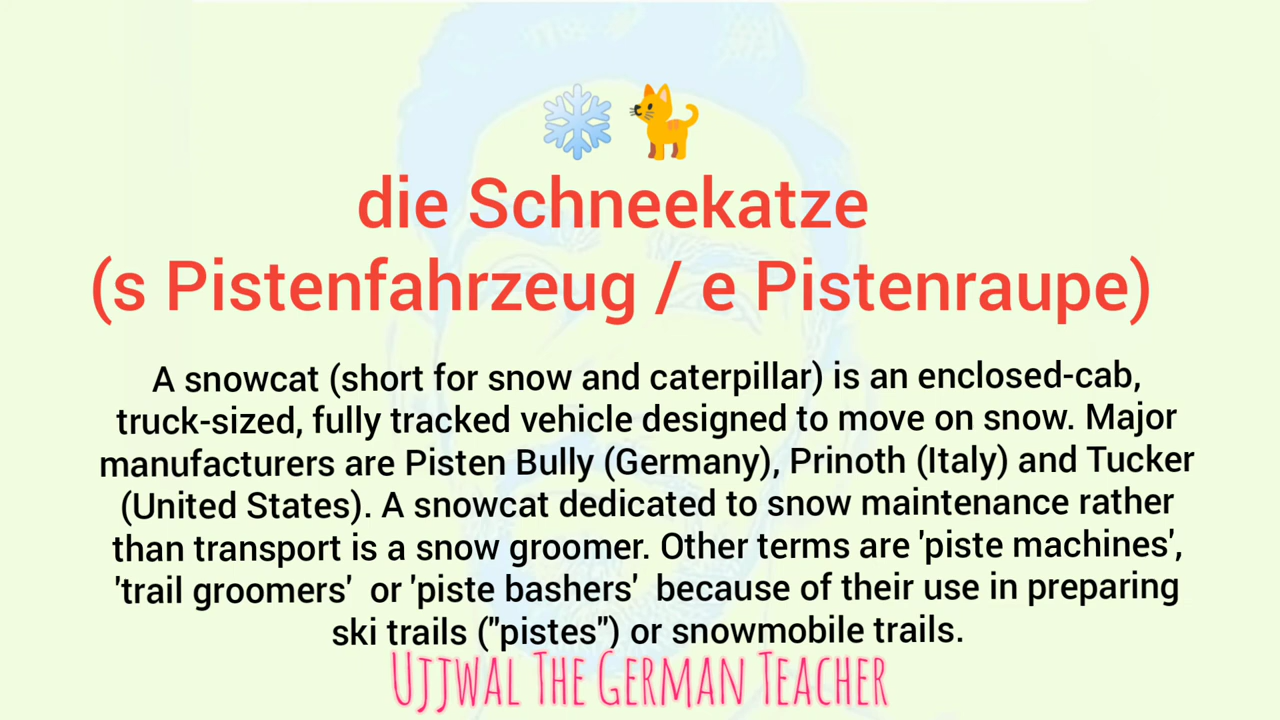 die Schneekatze
(s Pistenfahrzeug / e Pistenraupe)
A snowcat (short for snow and caterpillar) is an enclosed-cab,
truck-sized, fully tracked vehicle designed to move on snow. Major
manufacturers are Pisten Bully (Germany), Prinoth (Italy) and Tucker
(United States). A snowcat dedicated to snow maintenance rather
than transport is a snow groomer. Other terms are 'piste machines',
'trail groomers'  or 'piste bashers'  because of their use in preparing
ski trails ("pistes") or snowmobile trails.
Ujjwal The German Teacher